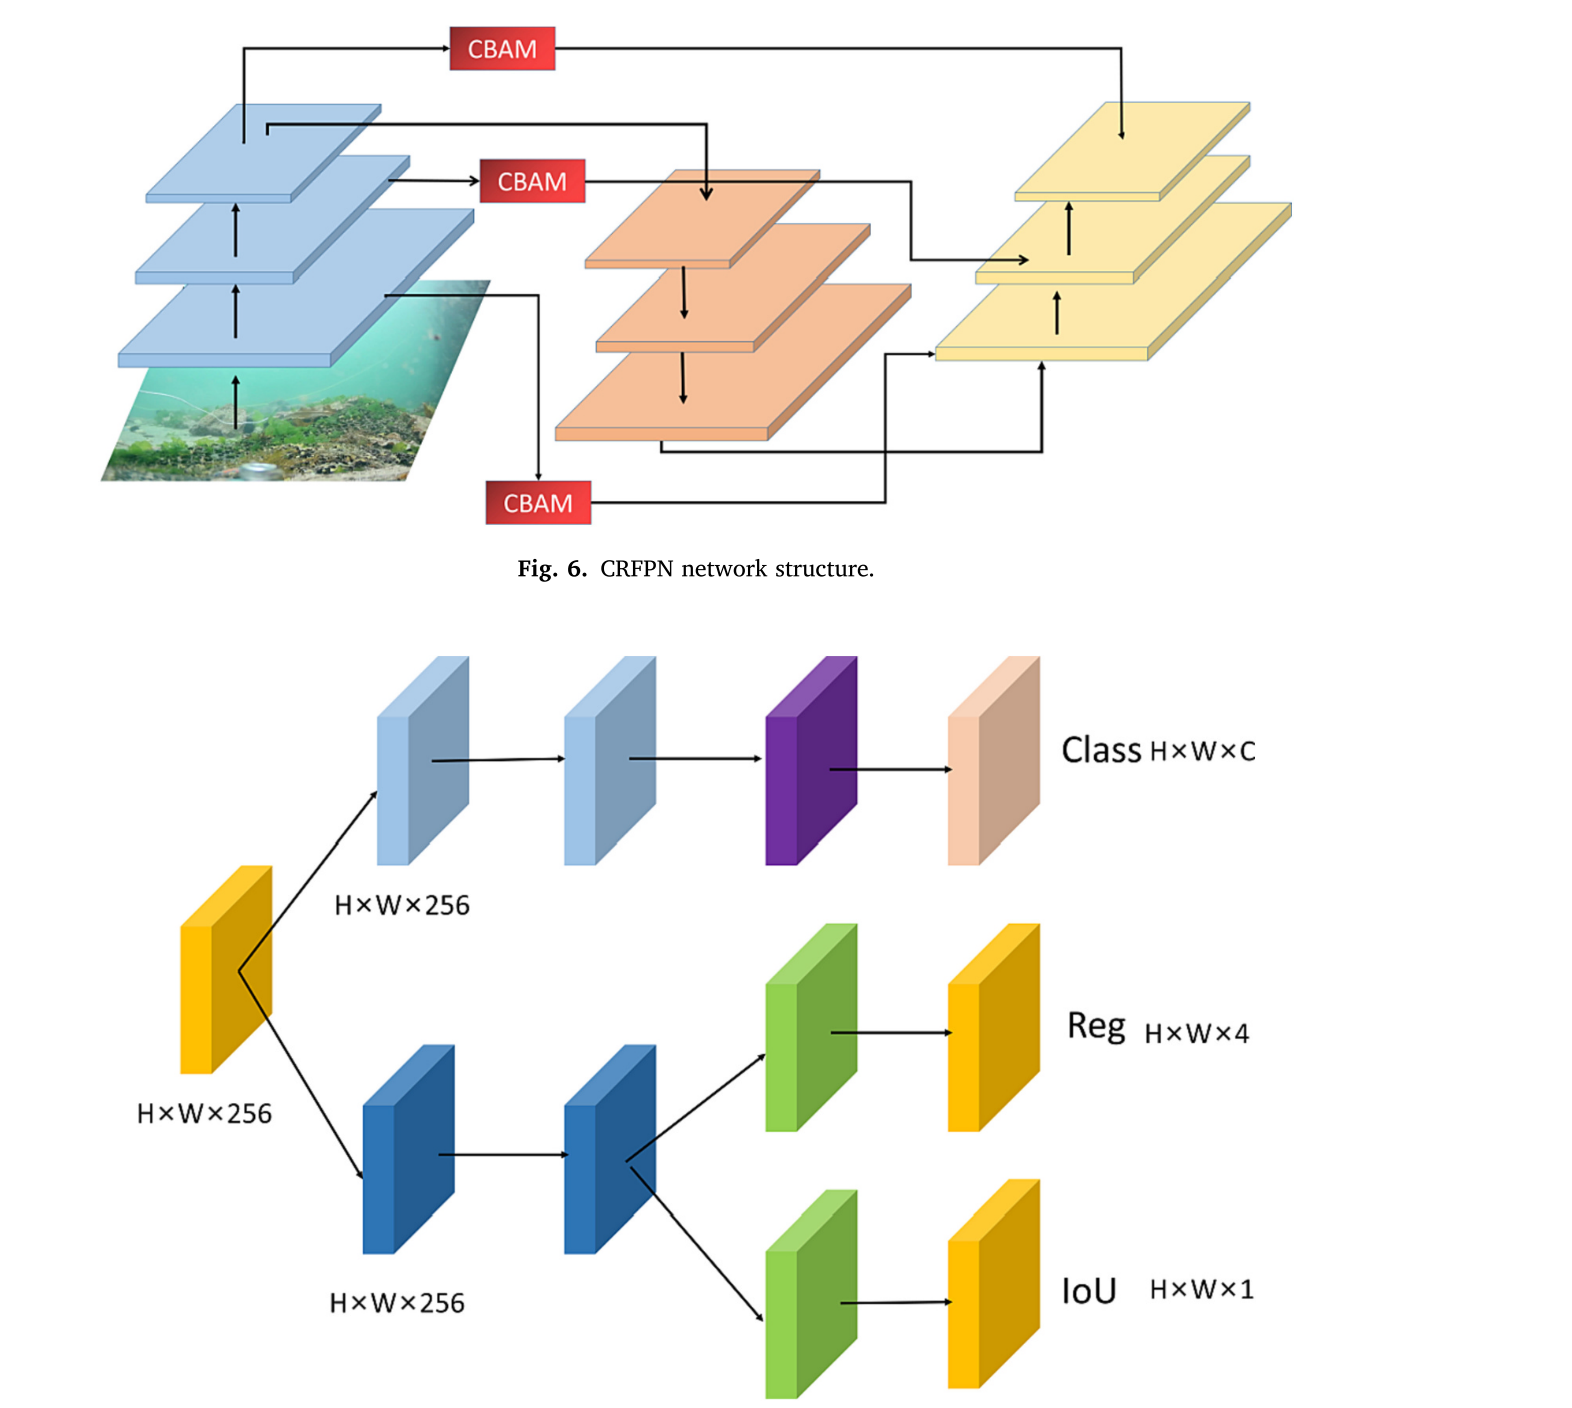 CBAM
CBAM
CBAM
Fig. 6. CRFPN network structure.
Class H×W×C
H×W×256
Reg H×W×4
H×W×256
IoU H×W×1
H×W×256